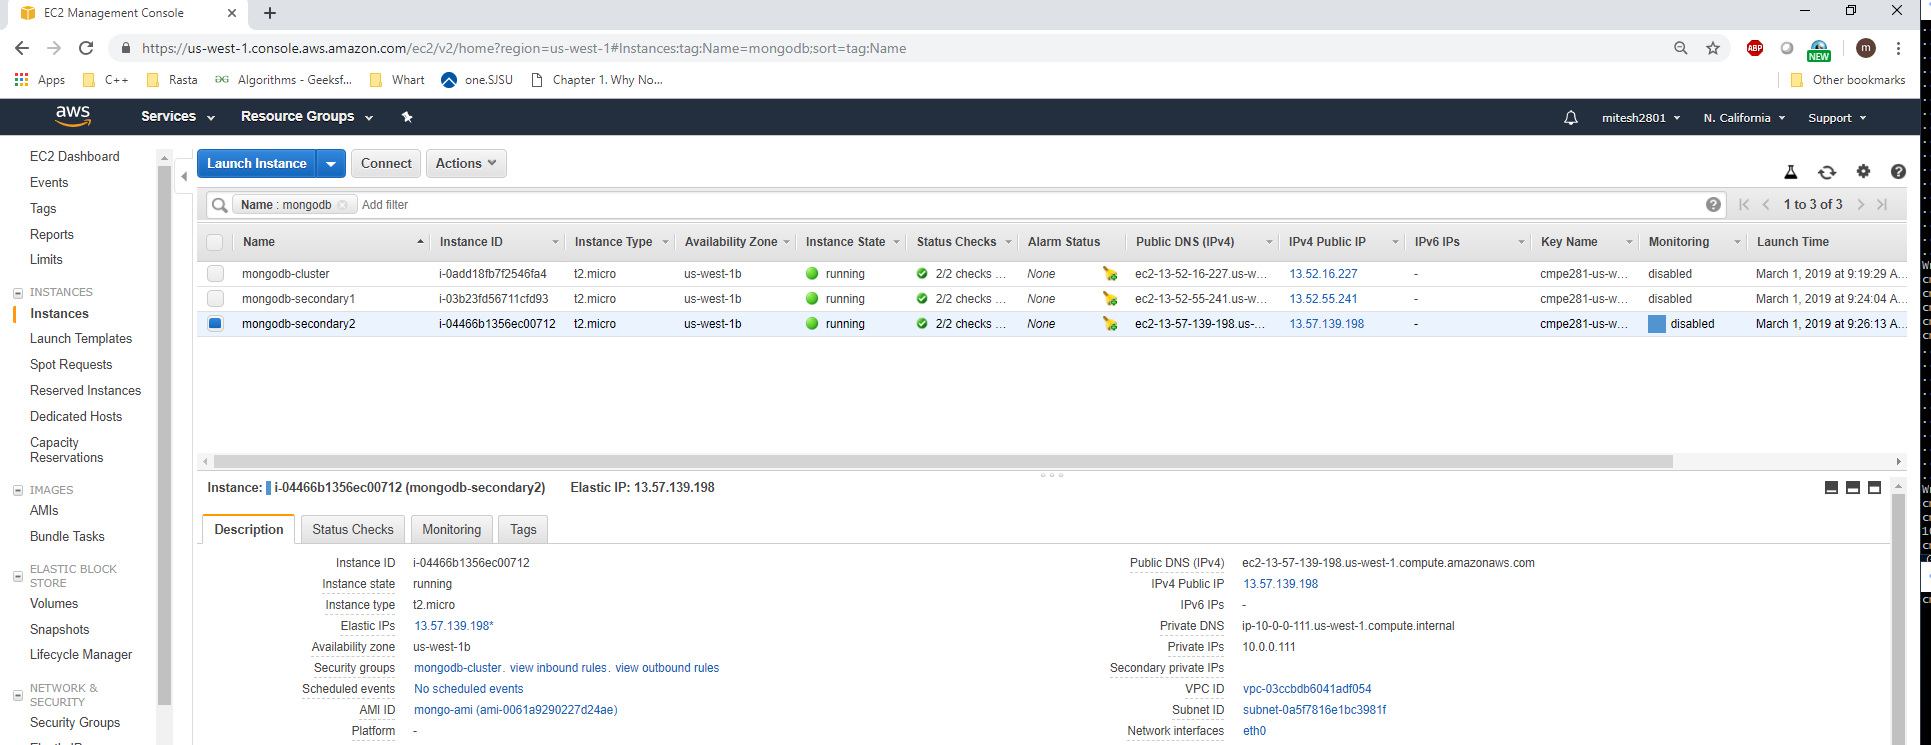 EC2 Management Console
https://us-west-1.console.aws.amazon.com/ec2/v2/home?region=us-west-1#Instances:tag:Name=mongodb;sort=tag:Name
ABP
NEW
m
Apps C++ Rasta Algorithms - Geeksf... Whart one.SJSU Chapter 1. Why No... Other bookmarks
aws Services Resource Groups mitesh2801 N. California Support
EC2 Dashboard
Events
Tags
Reports
Limits
INSTANCES
Instances
Launch Templates
Spot Requests
Reserved Instances
Dedicated Hosts
Capacity
Reservations
IMAGES
AMIs
Bundle Tasks
ELASTIC BLOCK
STORE
Volumes
Snapshots
Lifecycle Manager
NETWORK &
SECURITY
Security Groups
Launch Instance Connect Actions
Name : mongodb Add filter 1 to 3 of 3
Name Instance ID Instance Type Availability Zone Instance State Status Checks Alarm Status Public DNS (IPv4) IPv4 Public IP IPv6 IPs Key Name Monitoring Launch Time
mongodb-cluster i-0add18fb7f2546fa4 t2.micro us-west-1b running 2/2 checks ... None ec2-13-52-16-227.us-w... 13.52.16.227 - cmpe281-us-w... disabled March 1, 2019 at 9:19:29 A...
mongodb-secondary1 i-03b23fd56711cfd93 t2.micro us-west-1b running 2/2 checks ... None ec2-13-52-55-241.us-w... 13.52.55.241 - cmpe281-us-w... disabled March 1, 2019 at 9:24:04 A...
mongodb-secondary2 i-04466b1356ec00712 t2.micro us-west-1b running 2/2 checks ... None ec2-13-57-139-198.us-... 13.57.139.198 - cmpe281-us-w... disabled March 1, 2019 at 9:26:13 A...
Instance: i-04466b1356ec00712 (mongodb-secondary2) Elastic IP: 13.57.139.198
Description Status Checks Monitoring Tags
Instance ID i-04466b1356ec00712 Public DNS (IPv4) ec2-13-57-139-198.us-west-1.compute.amazonaws.com
Instance state running IPv4 Public IP 13.57.139.198
Instance type t2.micro IPv6 IPs -
Elastic IPs 13.57.139.198* Private DNS ip-10-0-0-111.us-west-1.compute.internal
Availability zone us-west-1b Private IPs 10.0.0.111
Security groups mongodb-cluster. view inbound rules. view outbound rules Secondary private IPs
Scheduled events No scheduled events VPC ID vpc-03ccbdb6041adf054
AMI ID mongo-ami (ami-0061a9290227d24ae) Subnet ID subnet-0a5f7816e1bc3981f
Platform - Network interfaces eth0